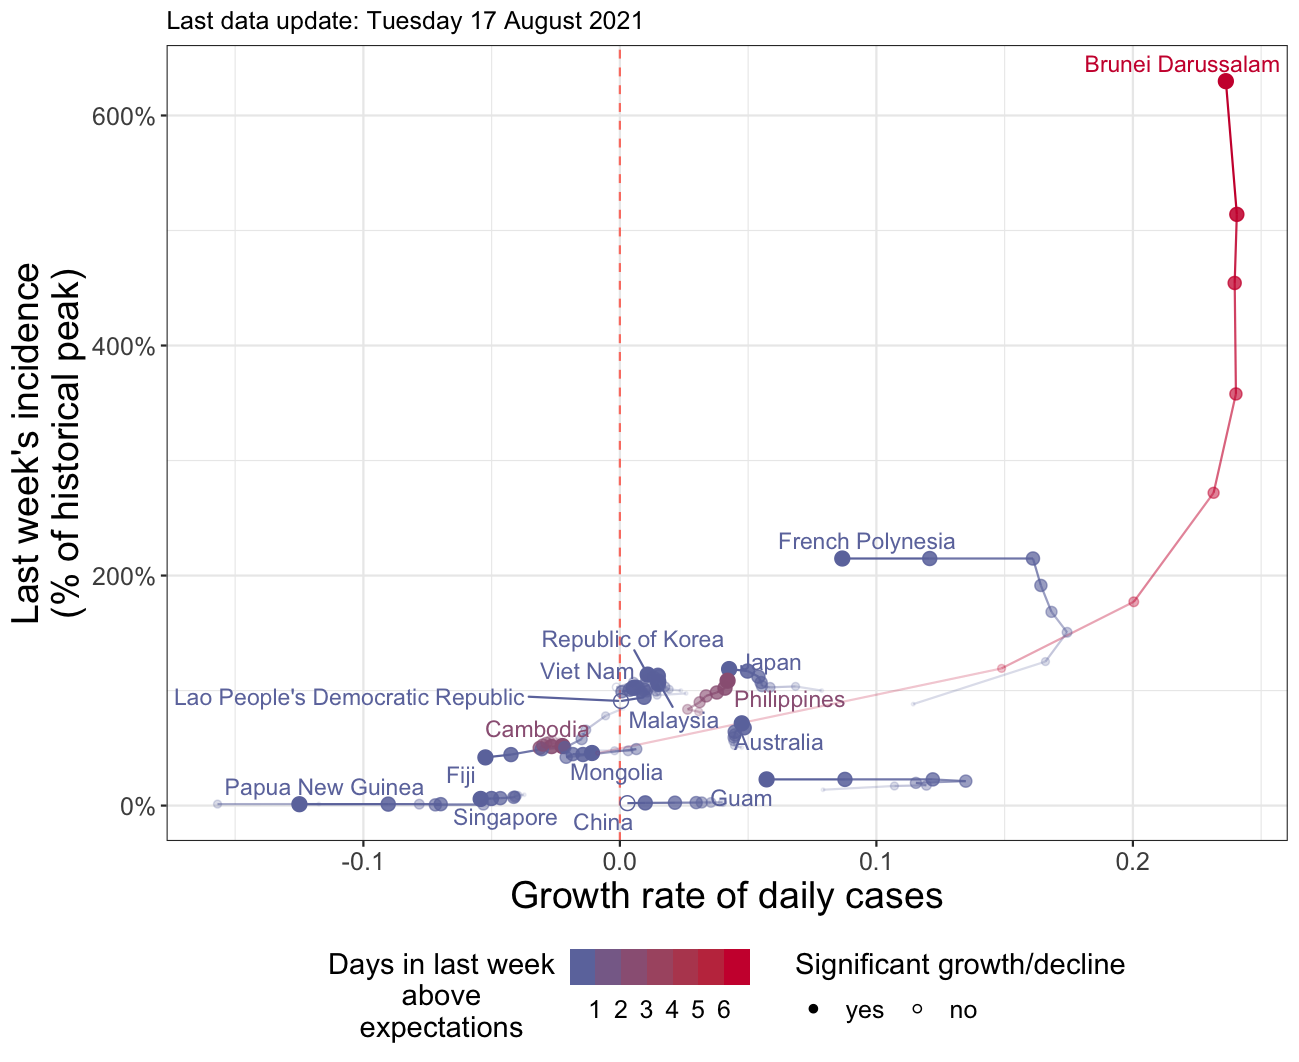 Last data update: Tuesday 17 August 2021
Brunei Darussalam
600%
400%
200%
0%
Last week's incidence
(% of historical peak)
French Polynesia
Republic of Korea
Viet Nam
Japan
Lao People's Democratic Republic
Philippines
Malaysia
Cambodia
Australia
Fiji
Mongolia
Papua New Guinea
Guam
Singapore
China
-0.1
0.0
0.1
0.2
Growth rate of daily cases
Days in last week
above
expectations
1 2 3 4 5 6
Significant growth/decline
yes
no